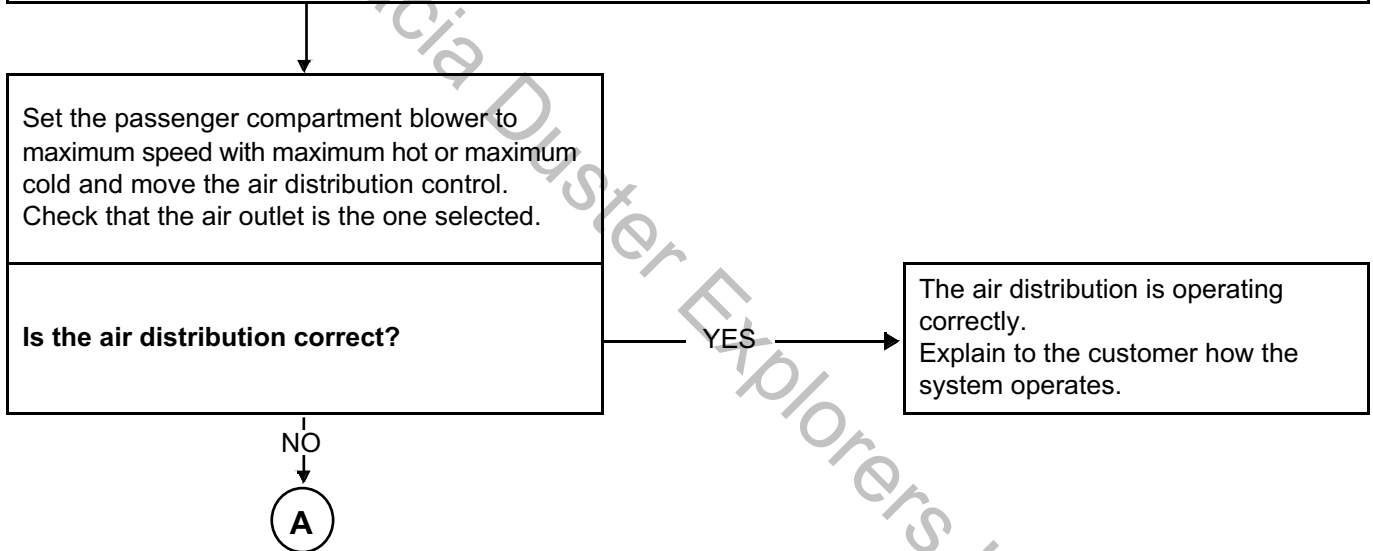 Set the passenger compartment blower to
maximum speed with maximum hot or maximum
cold and move the air distribution control.
Check that the air outlet is the one selected.
Is the air distribution correct?
YES
The air distribution is operating
correctly.
Explain to the customer how the
system operates.
NO
A
Duster Explorers